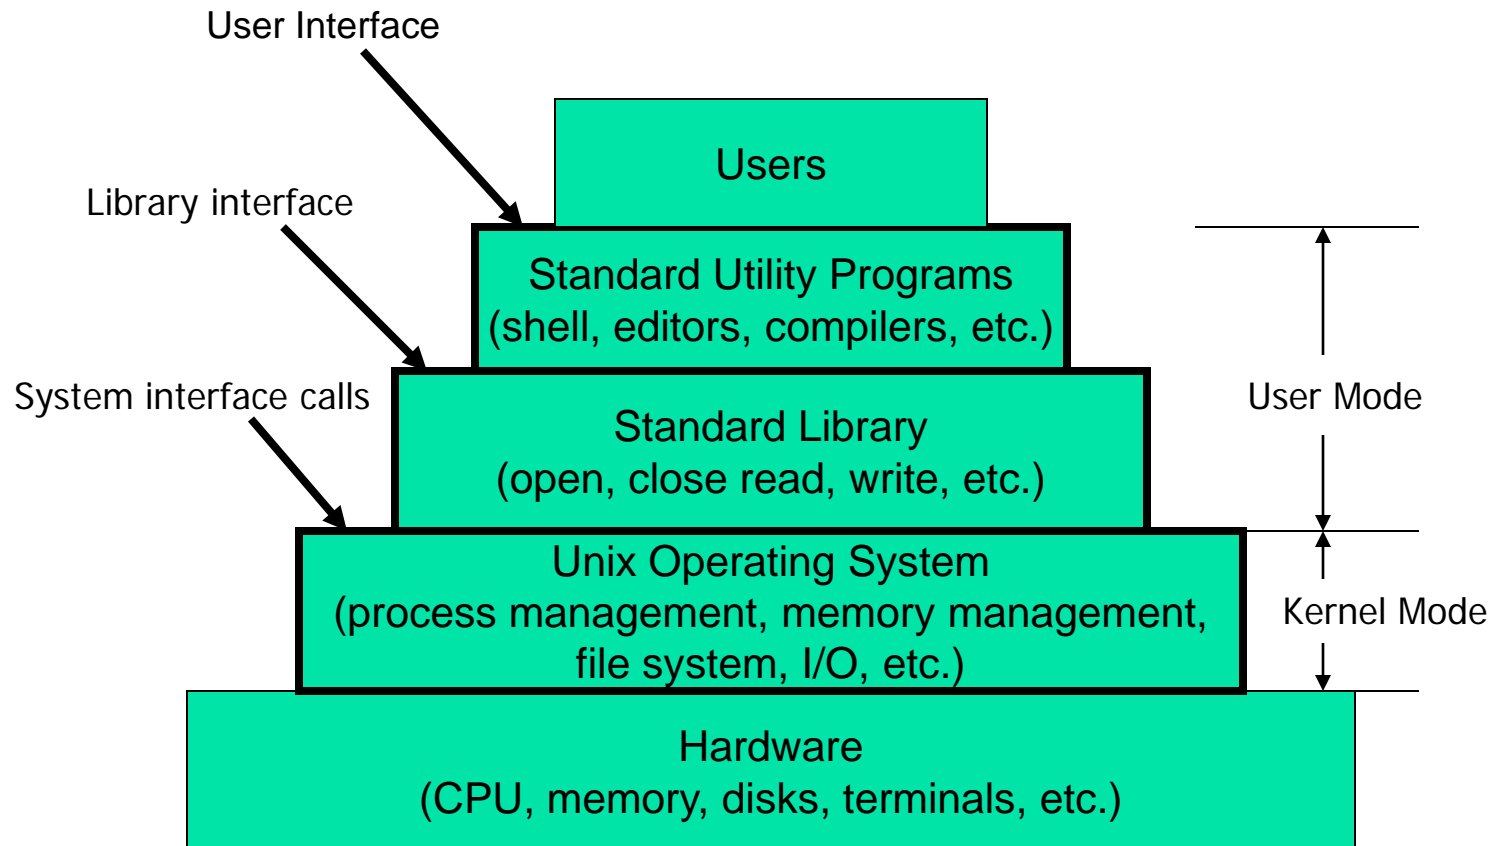 User Interface
Users
Library interface
Standard Utility Programs
(shell, editors, compilers, etc.)
System interface calls
User Mode
Standard Library
(open, close read, write, etc.)
Unix Operating System
(process management, memory management,
file system, I/O, etc.)
Kernel Mode
Hardware
(CPU, memory, disks, terminals, etc.)